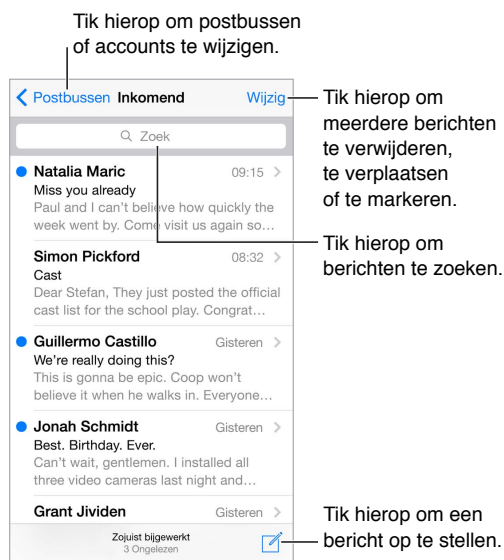 Tik hierop om postbussen
of accounts te wijzigen.
Postbussen Inkomend Wijzig
Zoek
Natalia Maric 09:15
Miss you already
Paul and I can't believe how quickly the
week went by. Come visit us again so…
Simon Pickford 08:32
Cast
Dear Stefan, They just posted the official
cast list for the school play. Congrat…
Guillermo Castillo Gisteren
We're really doing this?
This is gonna be epic. Coop won't
believe it when he walks in. Everyone…
Jonah Schmidt Gisteren
Best. Birthday. Ever.
Can't wait, gentlemen. I installed all
three video cameras last night and…
Grant Jividen Gisteren
Zojuist bijgewerkt
3 Ongelezen
Tik hierop om
meerdere berichten
te verwijderen,
te verplaatsen
of te markeren.
Tik hierop om
berichten te zoeken.
Tik hierop om een
bericht op te stellen.